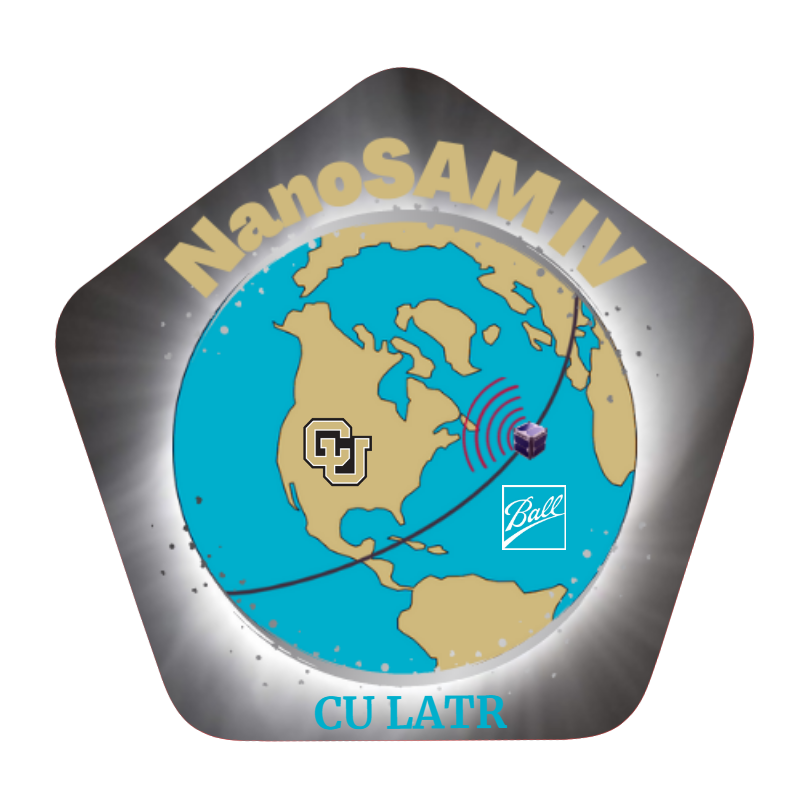 NanoSAM IV
CU
Ball
CU LATR